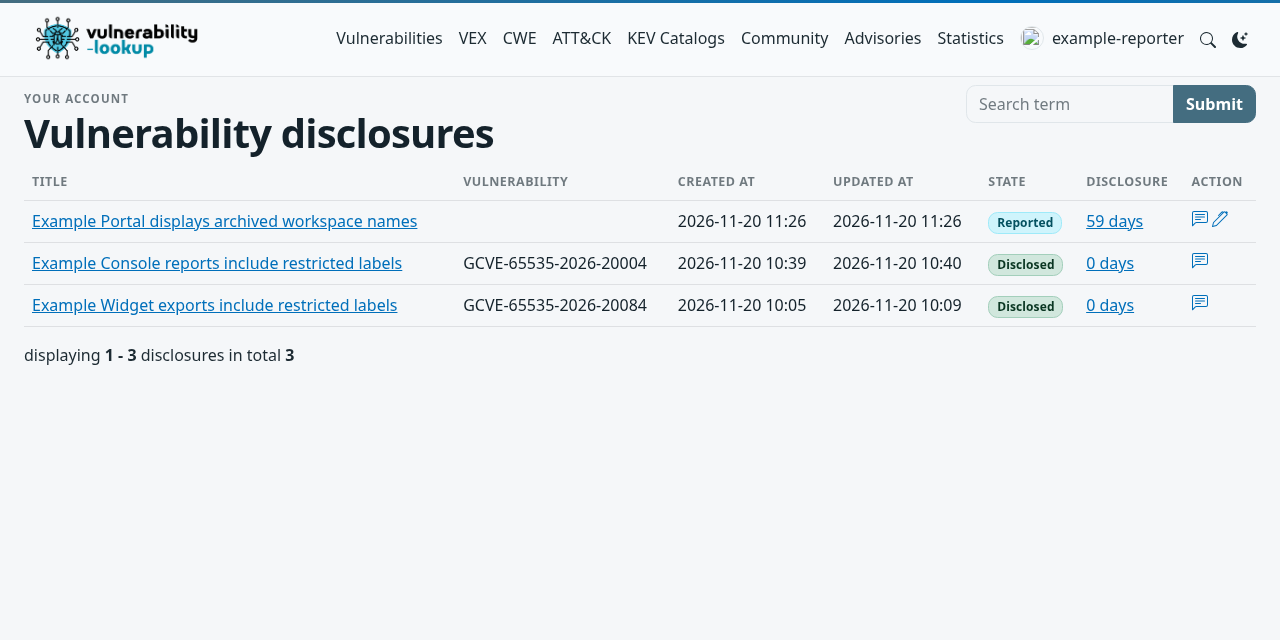 vulnerability
-lookup
Vulnerabilities VEX CWE ATT&CK KEV Catalogs Community Advisories Statistics example-reporter
YOUR ACCOUNT
Vulnerability disclosures
Search term Submit
TITLE VULNERABILITY CREATED AT UPDATED AT STATE DISCLOSURE ACTION
Example Portal displays archived workspace names 2026-11-20 11:26 2026-11-20 11:26 Reported 59 days
Example Console reports include restricted labels GCVE-65535-2026-20004 2026-11-20 10:39 2026-11-20 10:40 Disclosed 0 days
Example Widget exports include restricted labels GCVE-65535-2026-20084 2026-11-20 10:05 2026-11-20 10:09 Disclosed 0 days
displaying 1 - 3 disclosures in total 3